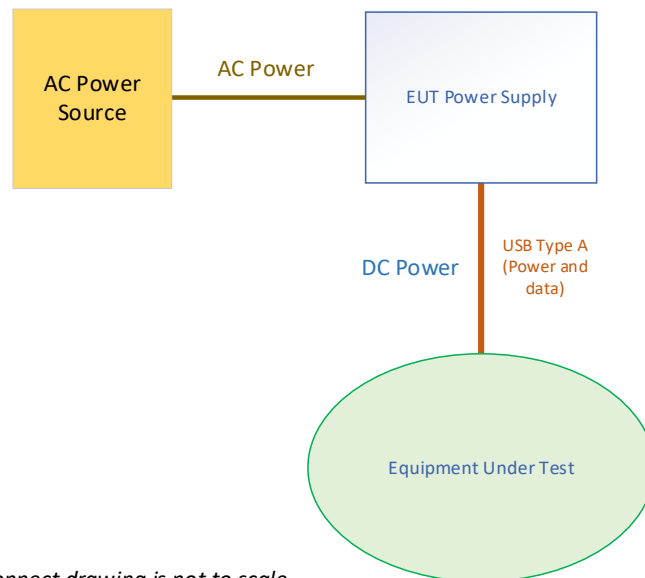 AC Power
Source
AC Power
EUT Power Supply
DC Power
USB Type A
(Power and
data)
Equipment Under Test
drawing is not to scale